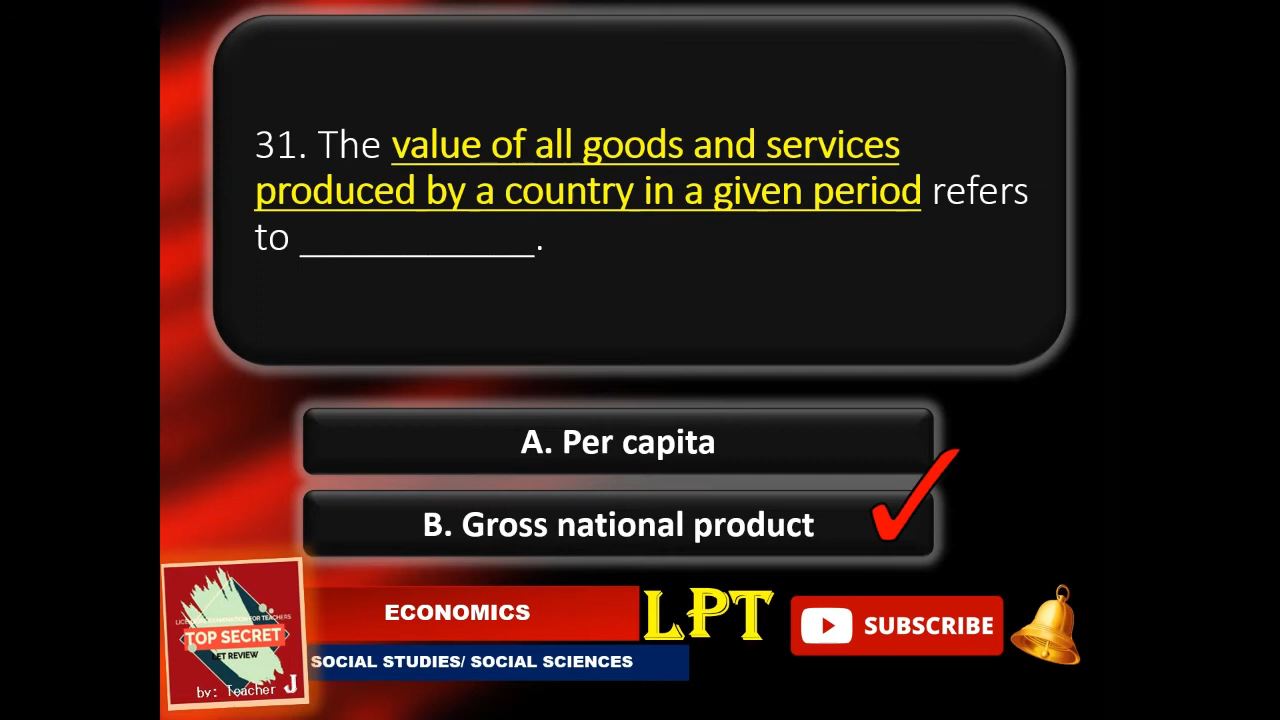 31. The value of all goods and services
produced by a country in a given period refers
to ____________.
A. Per capita
B. Gross national product
ECONOMICS
LPT
SUBSCRIBE
SOCIAL STUDIES/ SOCIAL SCIENCES
TOP SECRET
LET REVIEW
by: Teacher J